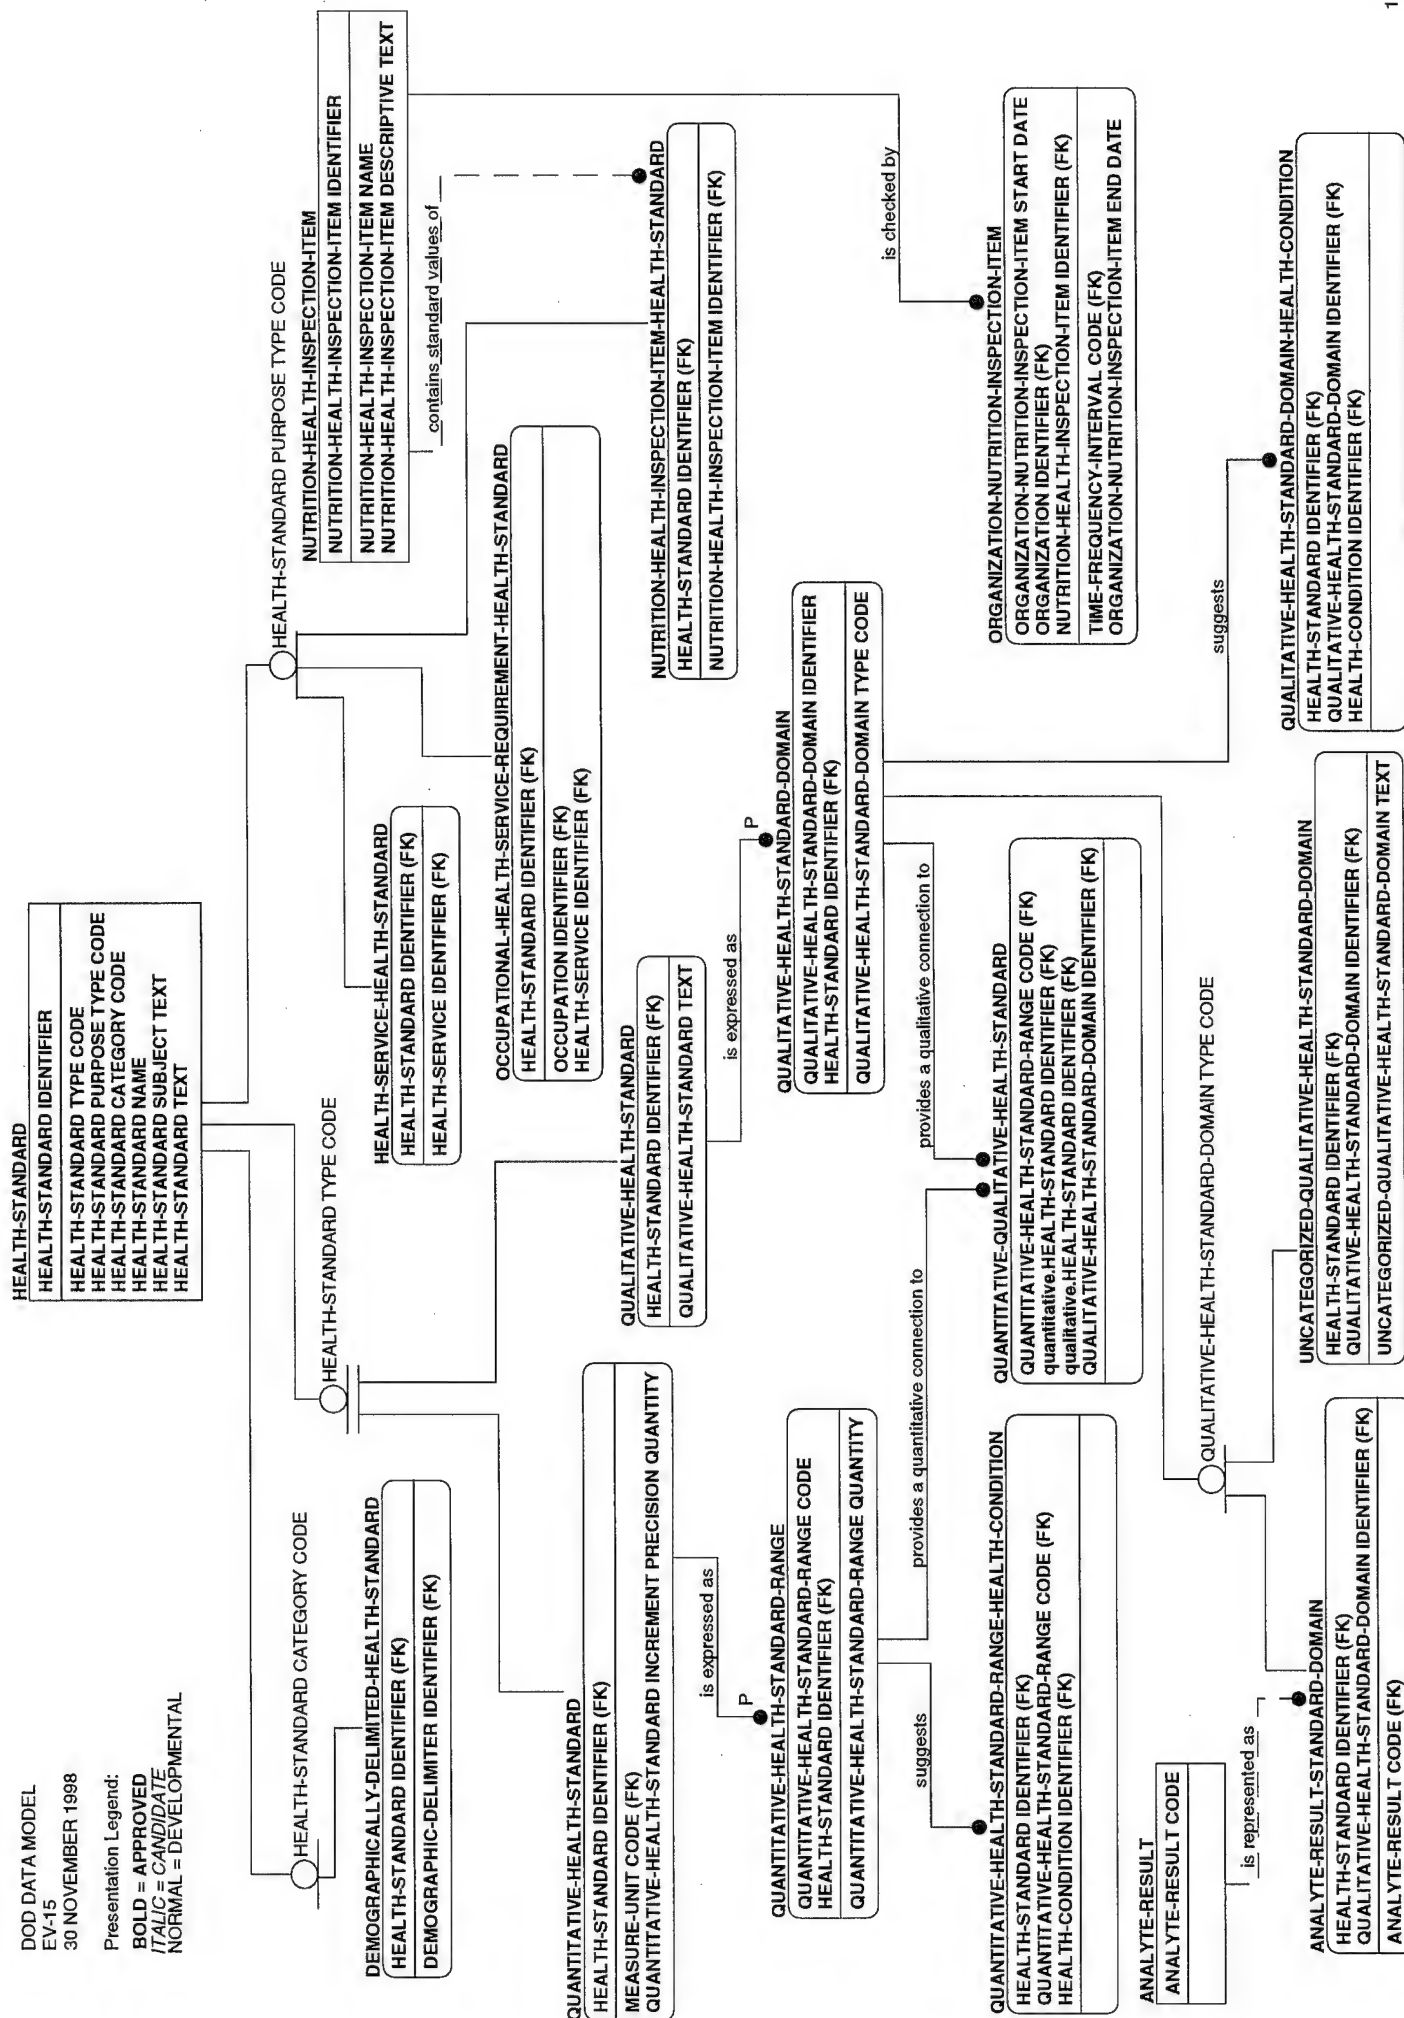 DOD DATA MODEL
EV-15
30 NOVEMBER 1998
Presentation Legend:
BOLD = APPROVED
ITALIC = CANDIDATE
NORMAL = DEVELOPMENTAL
HEALTH-STANDARD
HEALTH-STANDARD IDENTIFIER
HEALTH-STANDARD TYPE CODE
HEALTH-STANDARD PURPOSE TYPE CODE
HEALTH-STANDARD CATEGORY CODE
HEALTH-STANDARD NAME
HEALTH-STANDARD SUBJECT TEXT
HEALTH-STANDARD TEXT
HEALTH-STANDARD CATEGORY CODE
HEALTH-STANDARD TYPE CODE
HEALTH-STANDARD PURPOSE TYPE CODE
NUTRITION-HEALTH-INSPECTION-ITEM
NUTRITION-HEALTH-INSPECTION-ITEM IDENTIFIER
NUTRITION-HEALTH-INSPECTION-ITEM NAME
NUTRITION-HEALTH-INSPECTION-ITEM DESCRIPTIVE TEXT
contains standard values of
DEMOGRAPHICALLY-DELIMITED-HEALTH-STANDARD
HEALTH-STANDARD IDENTIFIER (FK)
DEMOGRAPHIC-DELIMITER IDENTIFIER (FK)
HEALTH-SERVICE-HEALTH-STANDARD
HEALTH-STANDARD IDENTIFIER (FK)
HEALTH-SERVICE IDENTIFIER (FK)
OCCUPATIONAL-HEALTH-SERVICE-REQUIREMENT-HEALTH-STANDARD
HEALTH-STANDARD IDENTIFIER (FK)
OCCUPATION IDENTIFIER (FK)
HEALTH-SERVICE IDENTIFIER (FK)
NUTRITION-HEALTH-INSPECTION-ITEM-HEALTH-STANDARD
HEALTH-STANDARD IDENTIFIER (FK)
NUTRITION-HEALTH-INSPECTION-ITEM IDENTIFIER (FK)
QUANTITATIVE-HEALTH-STANDARD
HEALTH-STANDARD IDENTIFIER (FK)
MEASURE-UNIT CODE (FK)
QUANTITATIVE-HEALTH-STANDARD INCREMENT PRECISION QUANTITY
is expressed as
P
QUALITATIVE-HEALTH-STANDARD
HEALTH-STANDARD IDENTIFIER (FK)
QUALITATIVE-HEALTH-STANDARD TEXT
is expressed as
P
is checked by
QUANTITATIVE-HEALTH-STANDARD-RANGE
QUANTITATIVE-HEALTH-STANDARD-RANGE CODE
HEALTH-STANDARD IDENTIFIER (FK)
QUANTITATIVE-HEALTH-STANDARD-RANGE QUANTITY
suggests
provides a quantitative connection to
QUALITATIVE-HEALTH-STANDARD-DOMAIN
QUALITATIVE-HEALTH-STANDARD-DOMAIN IDENTIFIER
HEALTH-STANDARD IDENTIFIER (FK)
QUALITATIVE-HEALTH-STANDARD-DOMAIN TYPE CODE
provides a qualitative connection to
ORGANIZATION-NUTRITION-INSPECTION-ITEM
ORGANIZATION-NUTRITION-INSPECTION-ITEM START DATE
ORGANIZATION IDENTIFIER (FK)
NUTRITION-HEALTH-INSPECTION-ITEM IDENTIFIER (FK)
TIME-FREQUENCY-INTERVAL CODE (FK)
ORGANIZATION-NUTRITION-INSPECTION-ITEM END DATE
QUANTITATIVE-HEALTH-STANDARD-RANGE-HEALTH-CONDITION
HEALTH-STANDARD IDENTIFIER (FK)
QUANTITATIVE-HEALTH-STANDARD-RANGE CODE (FK)
HEALTH-CONDITION IDENTIFIER (FK)
QUANTITATIVE-QUALITATIVE-HEALTH-STANDARD
QUANTITATIVE-HEALTH-STANDARD-RANGE CODE (FK)
quantitative.HEALTH-STANDARD IDENTIFIER (FK)
qualitative.HEALTH-STANDARD IDENTIFIER (FK)
QUALITATIVE-HEALTH-STANDARD-DOMAIN IDENTIFIER (FK)
suggests
ANALYTE-RESULT
ANALYTE-RESULT CODE
is represented as
QUALITATIVE-HEALTH-STANDARD-DOMAIN TYPE CODE
ANALYTE-RESULT-STANDARD-DOMAIN
HEALTH-STANDARD IDENTIFIER (FK)
QUALITATIVE-HEALTH-STANDARD-DOMAIN IDENTIFIER (FK)
ANALYTE-RESULT CODE (FK)
UNCATEGORIZED-QUALITATIVE-HEALTH-STANDARD-DOMAIN
HEALTH-STANDARD IDENTIFIER (FK)
QUALITATIVE-HEALTH-STANDARD-DOMAIN IDENTIFIER (FK)
UNCATEGORIZED-QUALITATIVE-HEALTH-STANDARD-DOMAIN TEXT
QUALITATIVE-HEALTH-STANDARD-DOMAIN-HEALTH-CONDITION
HEALTH-STANDARD IDENTIFIER (FK)
QUALITATIVE-HEALTH-STANDARD-DOMAIN IDENTIFIER (FK)
HEALTH-CONDITION IDENTIFIER (FK)
1